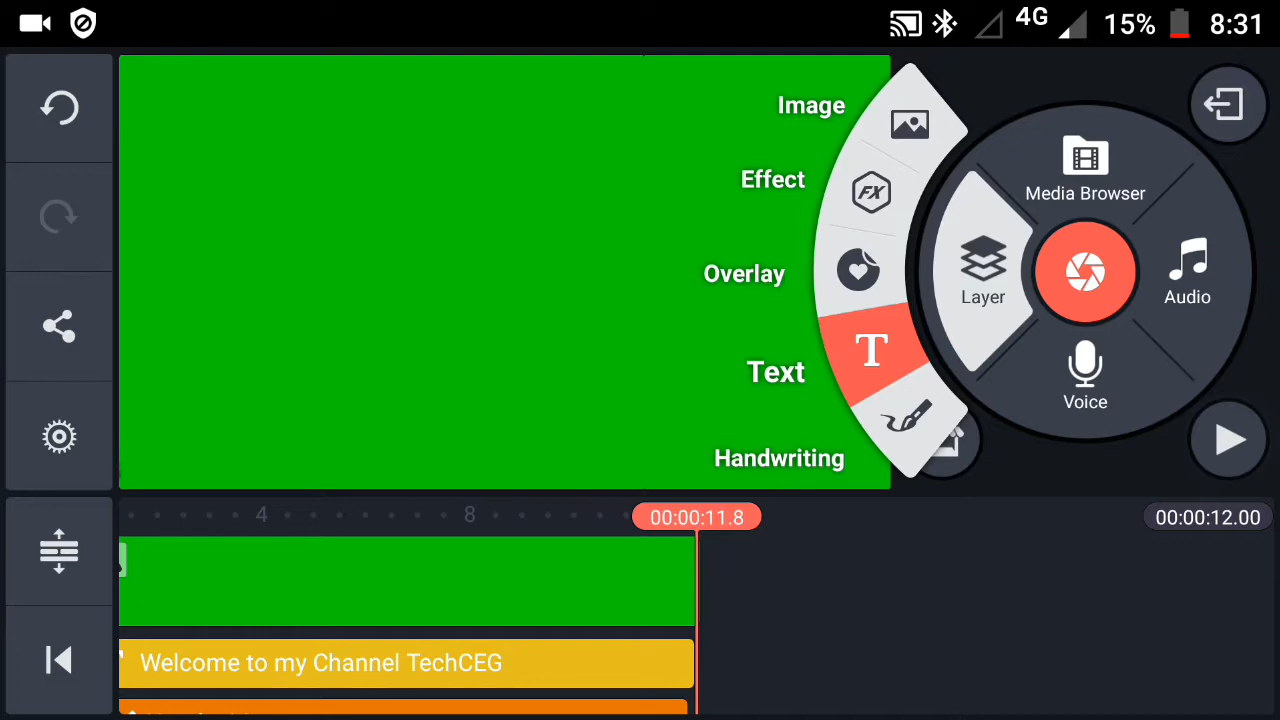 4G 15% 8:31
Image
Effect
FX
Overlay
Text
T
Handwriting
Media Browser
Layer
Audio
Voice
4 8 00:00:11.8 00:00:12.00
Welcome to my Channel TechCEG